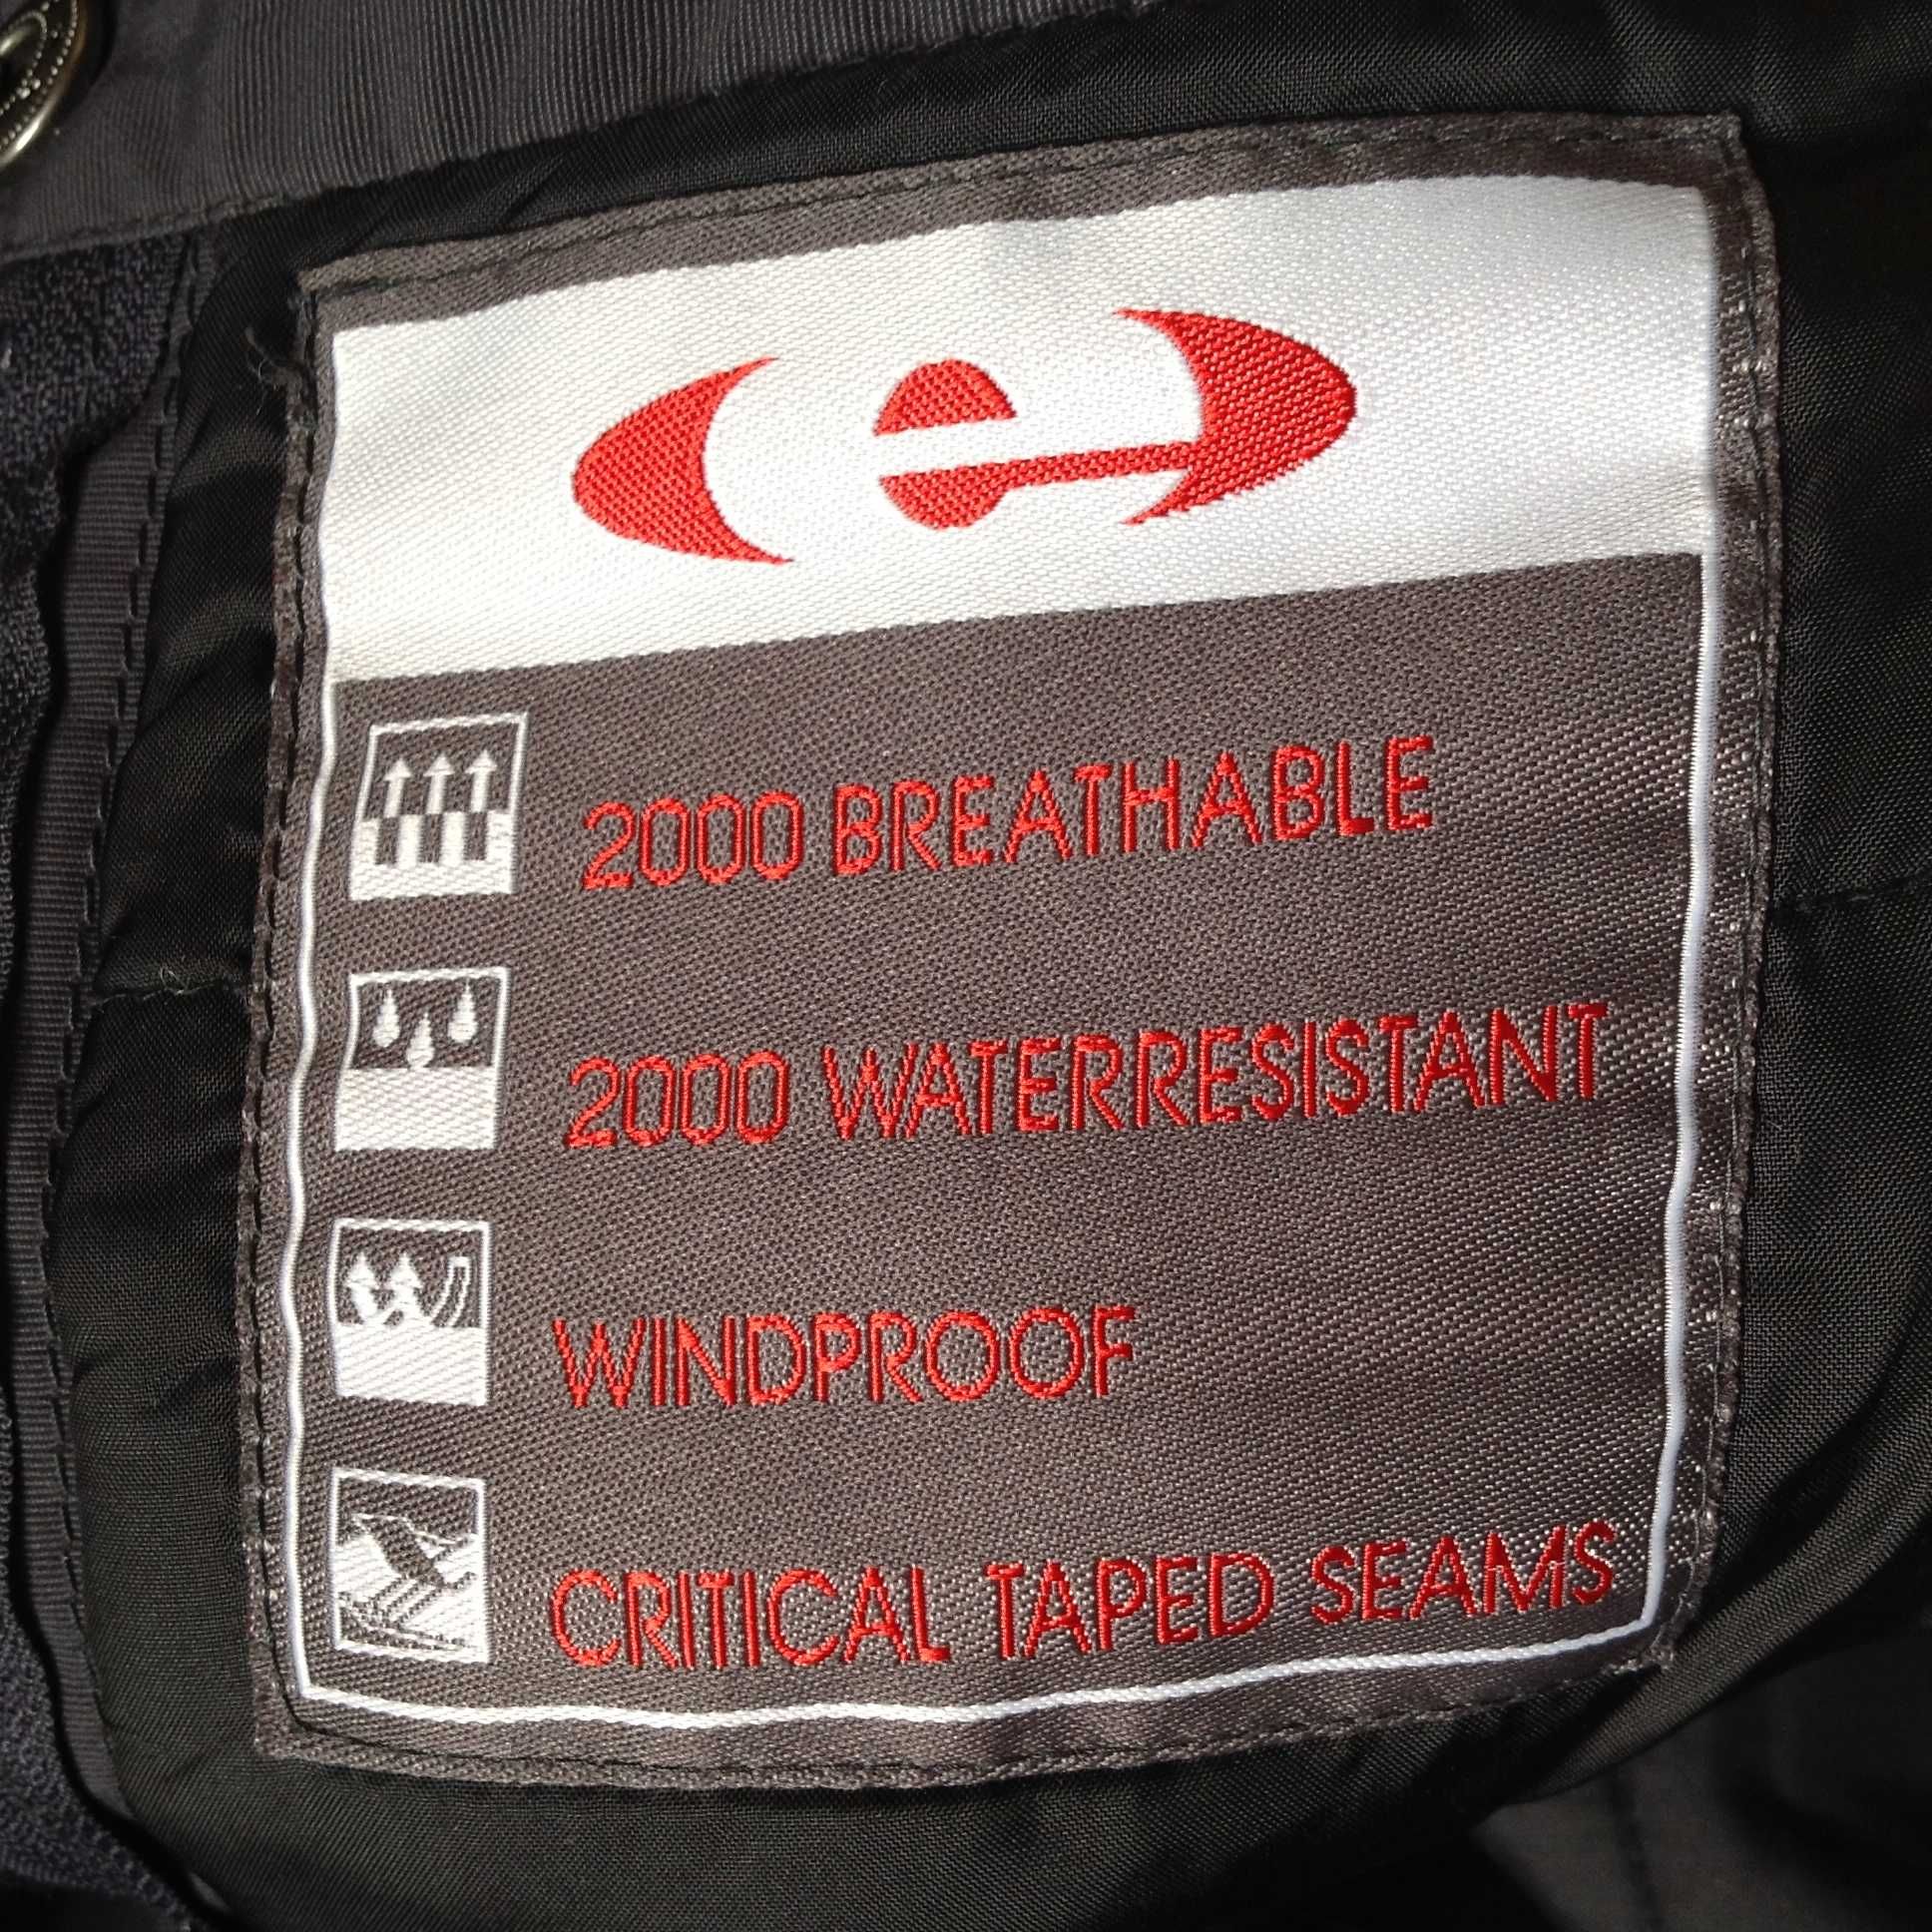 e
2000 BREATHABLE
2000 WATERRESISTANT
WINDPROOF
CRITICAL TAPED SEAMS